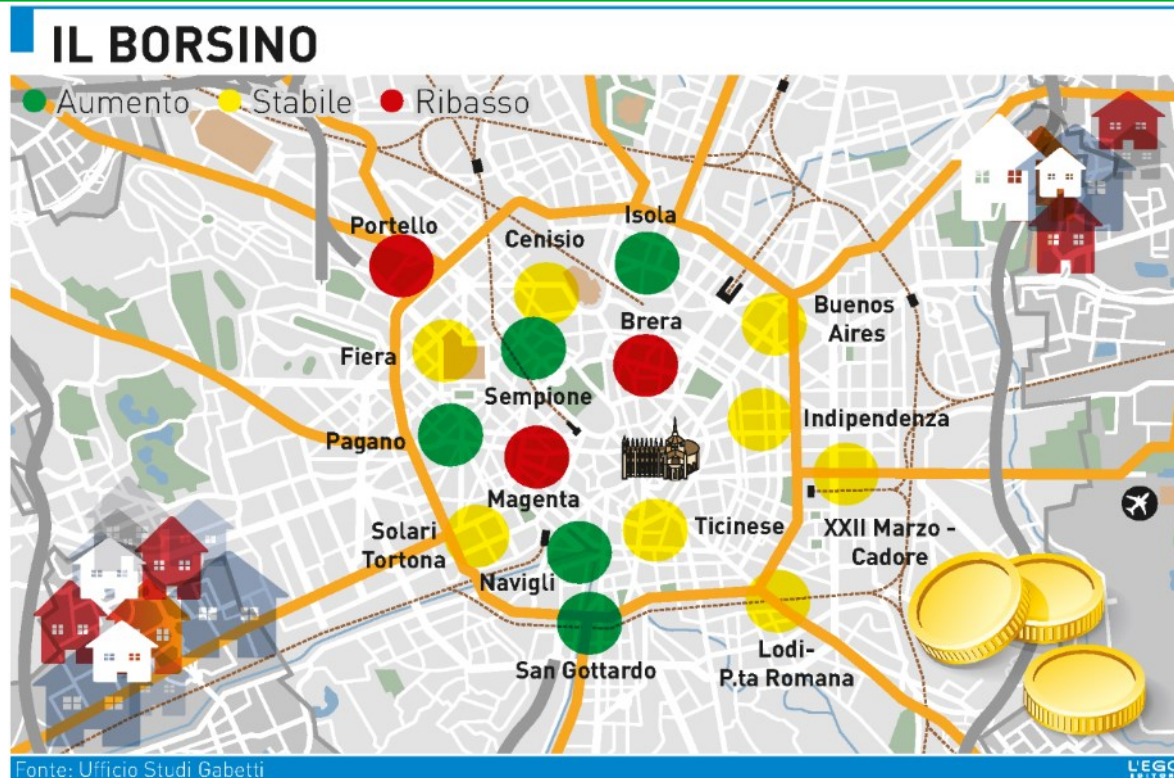 IL BORSINO
Aumento
Stabile
Ribasso
Portello
Cenisio
Isola
Buenos
Aires
Brera
Fiera
Sempione
Indipendenza
Pagano
Magenta
Ticinese
XXII Marzo -
Cadore
Solari
Tortona
Navigli
San Gottardo
Lodi-
P.ta Romana
Fonte: Ufficio Studi Gabetti